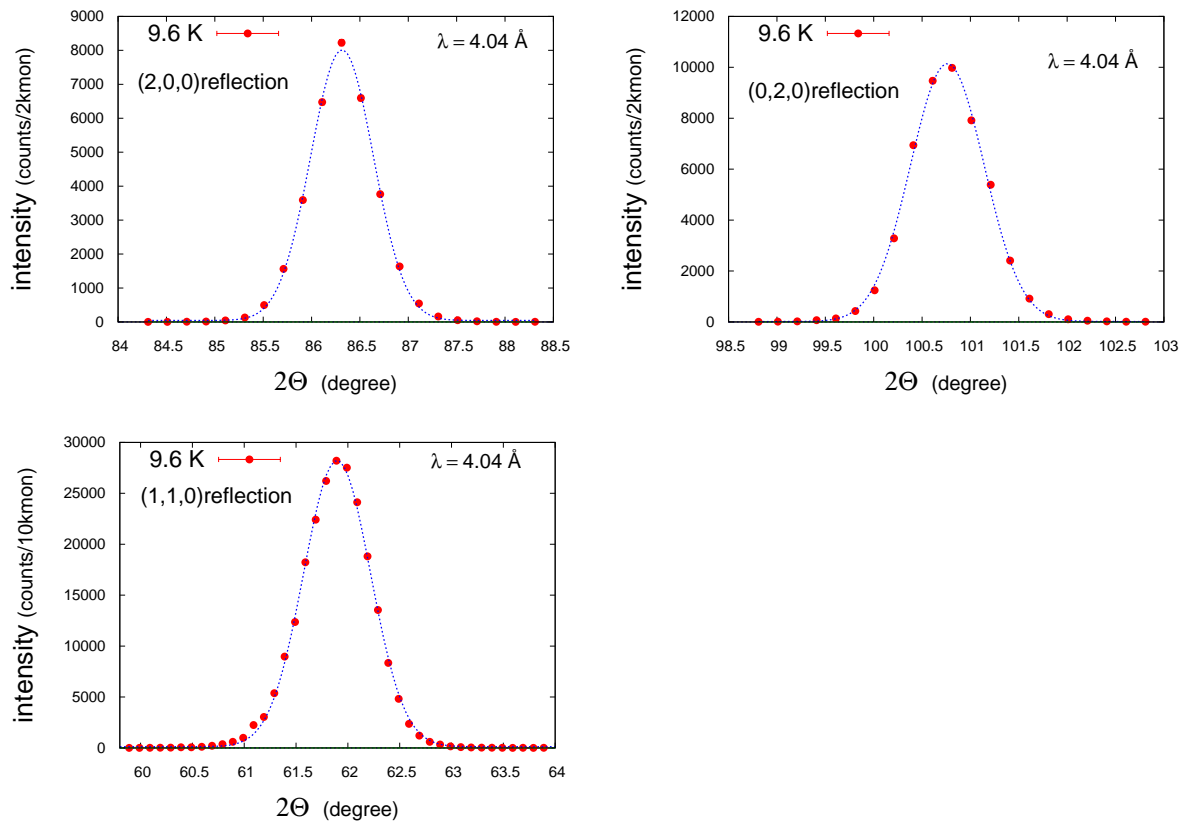 9000
8000
7000
6000
5000
4000
3000
2000
1000
0
84 84.5 85 85.5 86 86.5 87 87.5 88 88.5
intensity (counts/2kmon)
2Θ (degree)
9.6 K
λ = 4.04 Å
(2,0,0)reflection
12000
10000
8000
6000
4000
2000
0
98.5 99 99.5 100 100.5 101 101.5 102 102.5 103
intensity (counts/2kmon)
2Θ (degree)
9.6 K
λ = 4.04 Å
(0,2,0)reflection
30000
25000
20000
15000
10000
5000
0
60 60.5 61 61.5 62 62.5 63 63.5 64
intensity (counts/10kmon)
2Θ (degree)
9.6 K
λ = 4.04 Å
(1,1,0)reflection